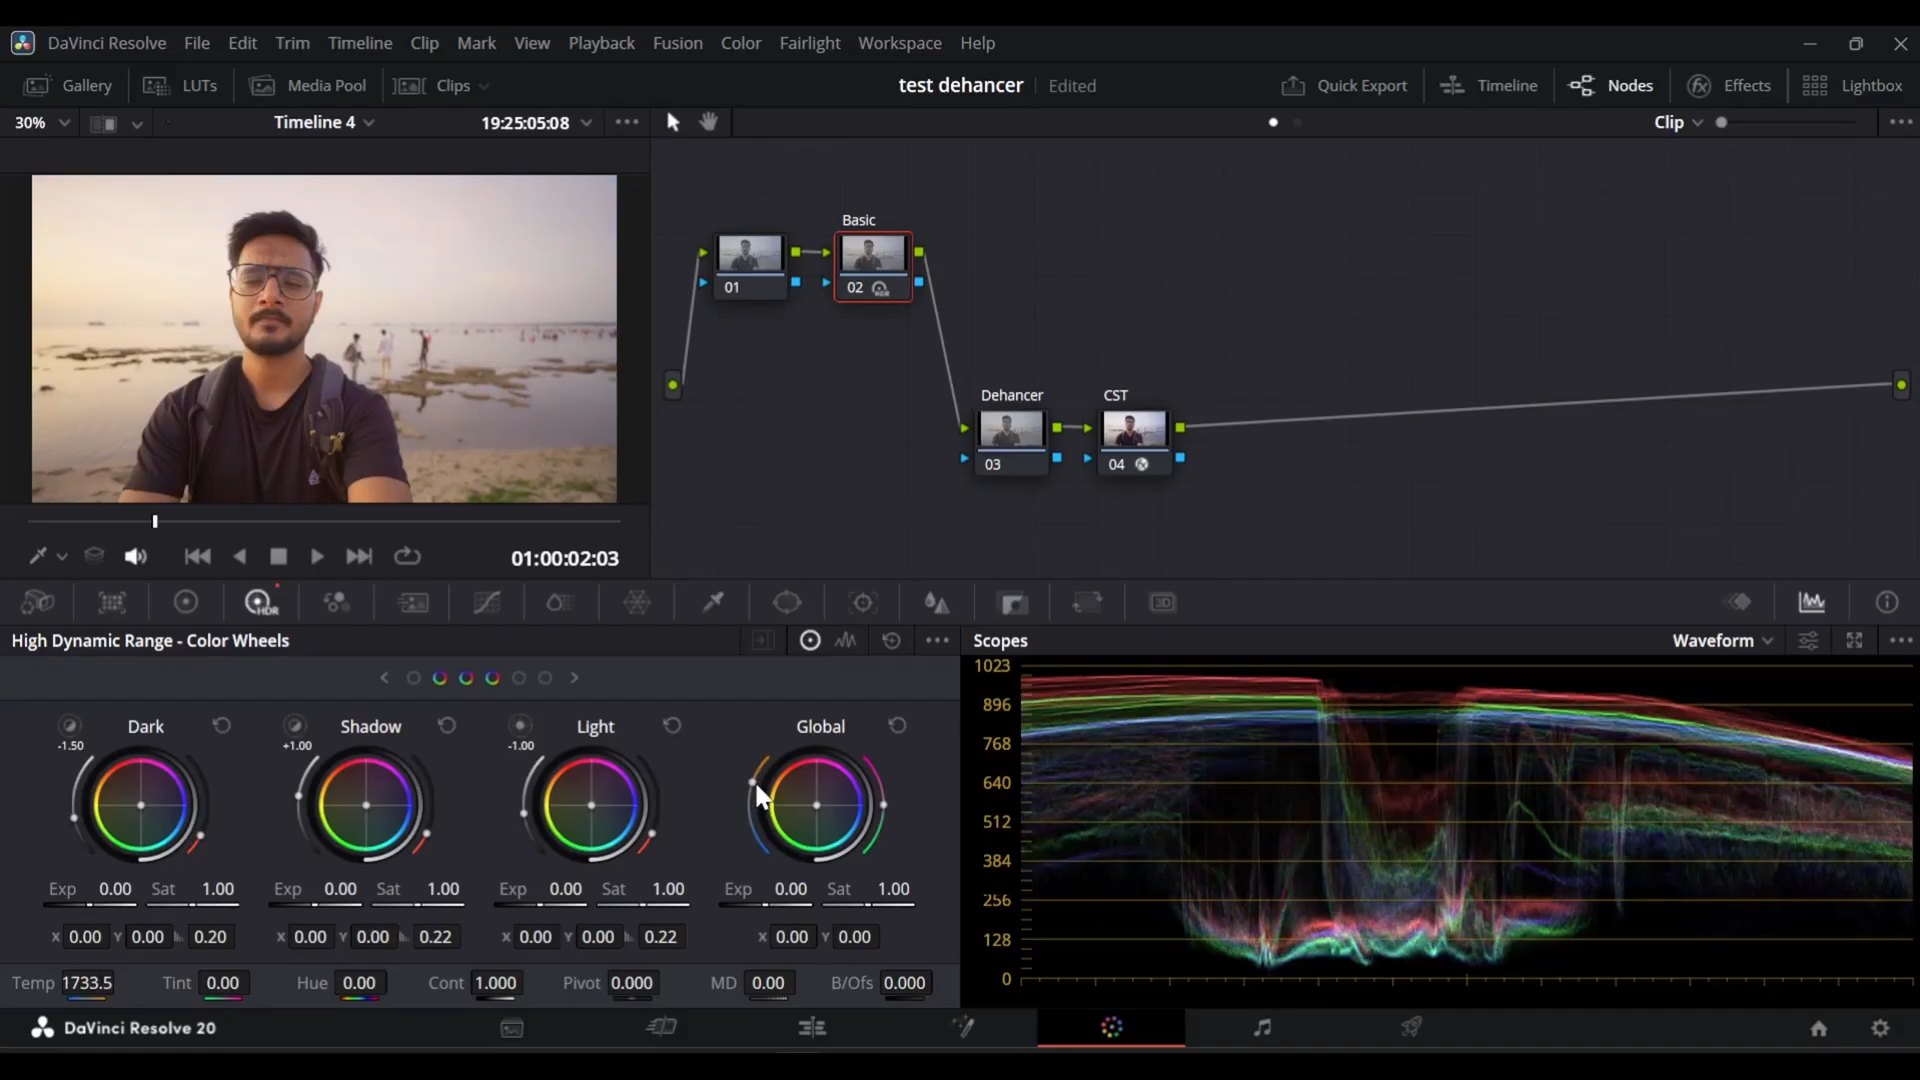 DaVinci Resolve File Edit Trim Timeline Clip Mark View Playback Fusion Color Fairlight Workspace Help
Gallery LUTs Media Pool Clips test dehancer Edited Quick Export Timeline Nodes Effects Lightbox
30% Timeline 4 19:25:05:08 Clip
Basic
01 02
Dehancer CST
03 04
01:00:02:03
HDR 3D
High Dynamic Range - Color Wheels Scopes Waveform
Dark Shadow Light Global
-1.50 +1.00 -1.00
Exp 0.00 Sat 1.00 Exp 0.00 Sat 1.00 Exp 0.00 Sat 1.00 Exp 0.00 Sat 1.00
X 0.00 Y 0.00 0.20 X 0.00 Y 0.00 0.22 X 0.00 Y 0.00 0.22 X 0.00 Y 0.00
Temp 1733.5 Tint 0.00 Hue 0.00 Cont 1.000 Pivot 0.000 MD 0.00 B/Ofs 0.000
1023
896
768
640
512
384
256
128
0
DaVinci Resolve 20